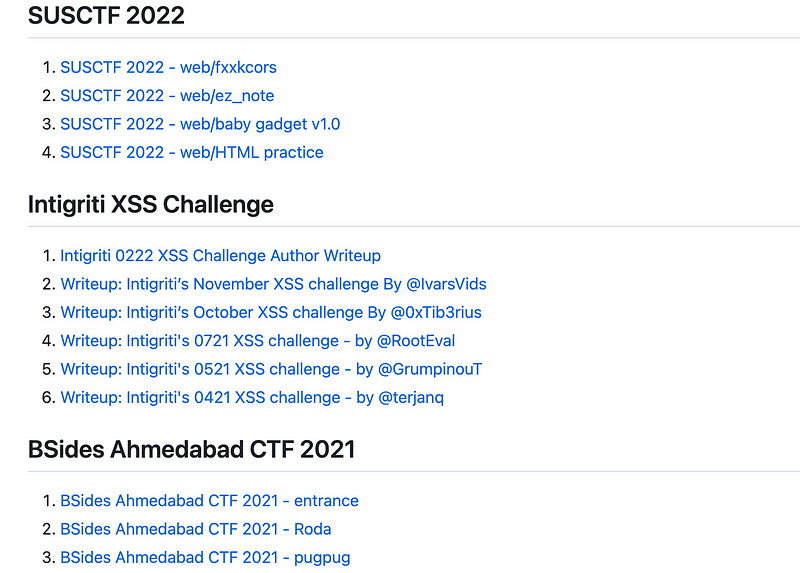 SUSCTF 2022
1. SUSCTF 2022 - web/fxxkcors
2. SUSCTF 2022 - web/ez_note
3. SUSCTF 2022 - web/baby gadget v1.0
4. SUSCTF 2022 - web/HTML practice
Intigriti XSS Challenge
1. Intigriti 0222 XSS Challenge Author Writeup
2. Writeup: Intigriti’s November XSS challenge By @IvarsVids
3. Writeup: Intigriti’s October XSS challenge By @0xTib3rius
4. Writeup: Intigriti's 0721 XSS challenge - by @RootEval
5. Writeup: Intigriti's 0521 XSS challenge - by @GrumpinouT
6. Writeup: Intigriti's 0421 XSS challenge - by @terjanq
BSides Ahmedabad CTF 2021
1. BSides Ahmedabad CTF 2021 - entrance
2. BSides Ahmedabad CTF 2021 - Roda
3. BSides Ahmedabad CTF 2021 - pugpug